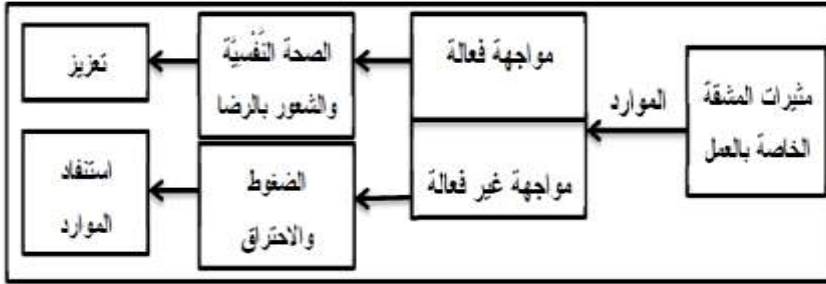 مثيرات المشقة
الخاصة بالعمل
الموارد
مواجهة فعالة
مواجهة غير فعالة
الصحة النَّفْسيَّة
والشعور بالرضا
الضغوط
والاحتراق
تعزيز
استنفاد
الموارد